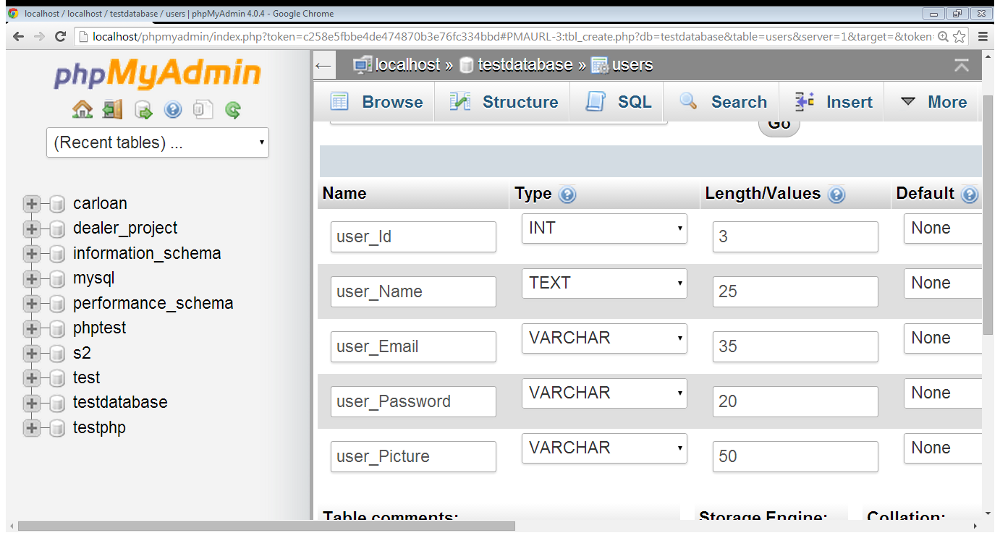 localhost / localhost / testdatabase / users | phpMyAdmin 4.0.4 - Google Chrome
localhost/phpmyadmin/index.php?token=c258e5fbbe4de474870b3e76fc334bbd#PMAURL-3:tbl_create.php?db=testdatabase&table=users&server=1&target=&token:
phpMyAdmin
(Recent tables) ...
carloan
dealer_project
information_schema
mysql
performance_schema
phptest
s2
test
testdatabase
testphp
localhost » testdatabase » users
Browse Structure SQL Search Insert More
Go
Name Type Length/Values Default
user_Id INT 3 None
user_Name TEXT 25 None
user_Email VARCHAR 35 None
user_Password VARCHAR 20 None
user_Picture VARCHAR 50 None
Table comments: Storage Engine: Collation: